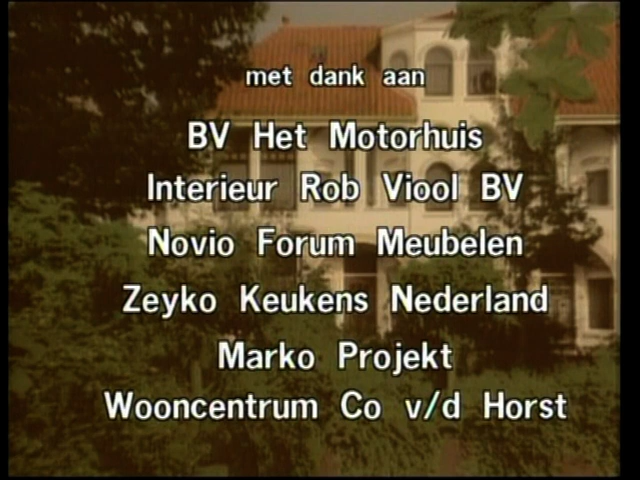 met dank aan
BV Het Motorhuis
Interieur Rob Viool BV
Novio Forum Meubelen
Zeyko Keukens Nederland
Marko Projekt
Wooncentrum Co v/d Horst